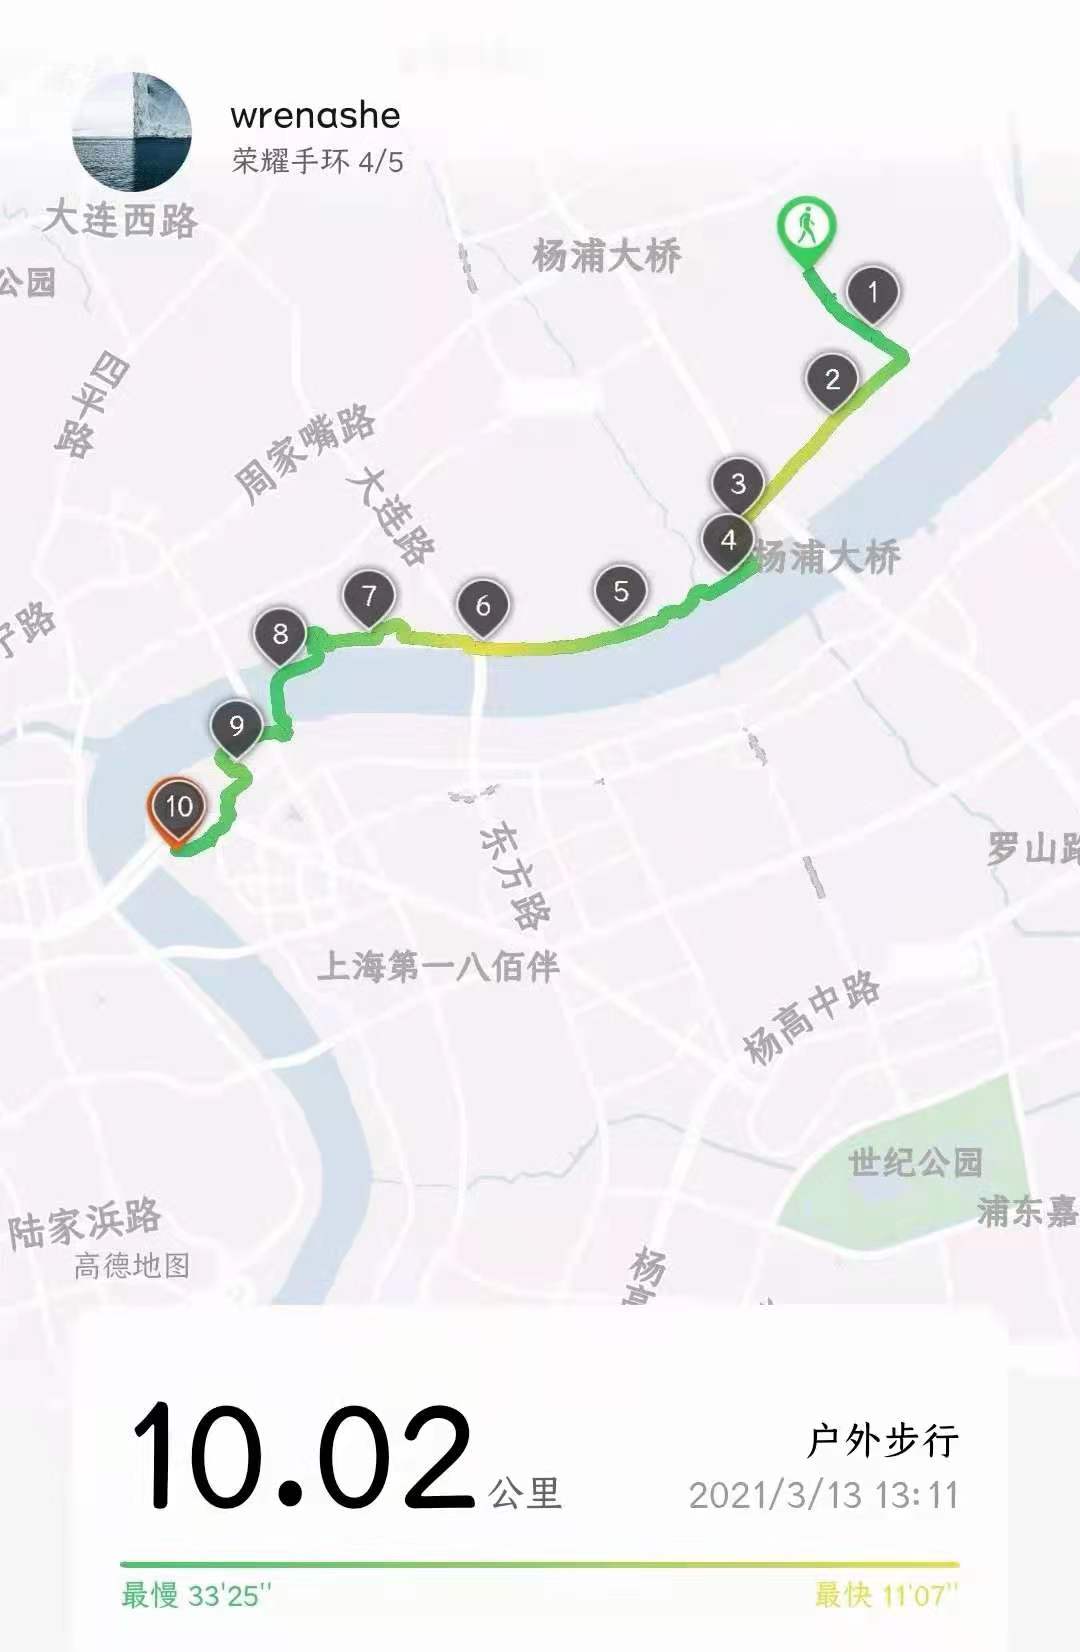 wrenashe
荣耀手环 4/5
大连西路
杨浦大桥
公园
1
四平路
2
周家嘴路
大连路
3
4
杨浦大桥
5
6
7
8
9
10
东方路
罗山路
上海第一八佰伴
杨高中路
世纪公园
浦东嘉
陆家浜路
高德地图
杨高
10.02 公里
户外步行
2021/3/13 13:11
最慢 33'25''
最快 11'07''